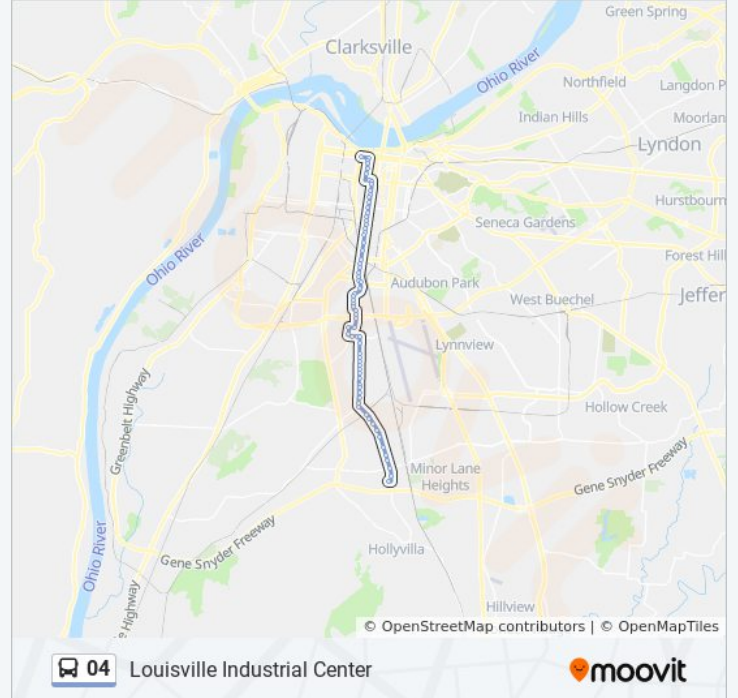 Green Spring
Clarksville
Ohio River
Northfield
Langdon P
Indian Hills
Moorlan
Lyndon
Hurstbourn
Seneca Gardens
Ohio River
Forest Hill
Audubon Park
West Buechel
Jeffer
Lynnview
Greenbelt Highway
Hollow Creek
Minor Lane
Heights
Gene Snyder Freeway
Gene Snyder Freeway
Ohio River
Hollyvilla
e Highway
Hillview
© OpenStreetMap contributors | © OpenMapTiles
04 Louisville Industrial Center
moovit